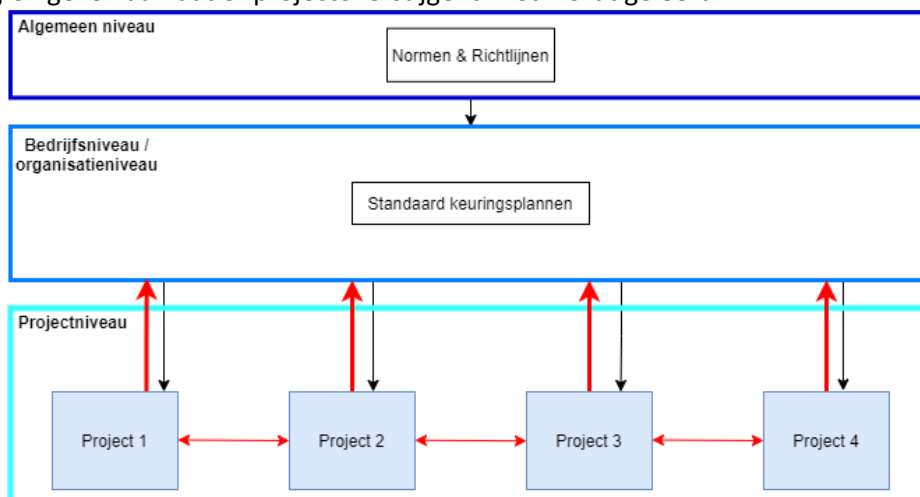 Algemeen niveau
Normen & Richtlijnen
Bedrijfsniveau /
organisatieniveau
Standaard keuringsplannen
Projectniveau
Project 1
Project 2
Project 3
Project 4